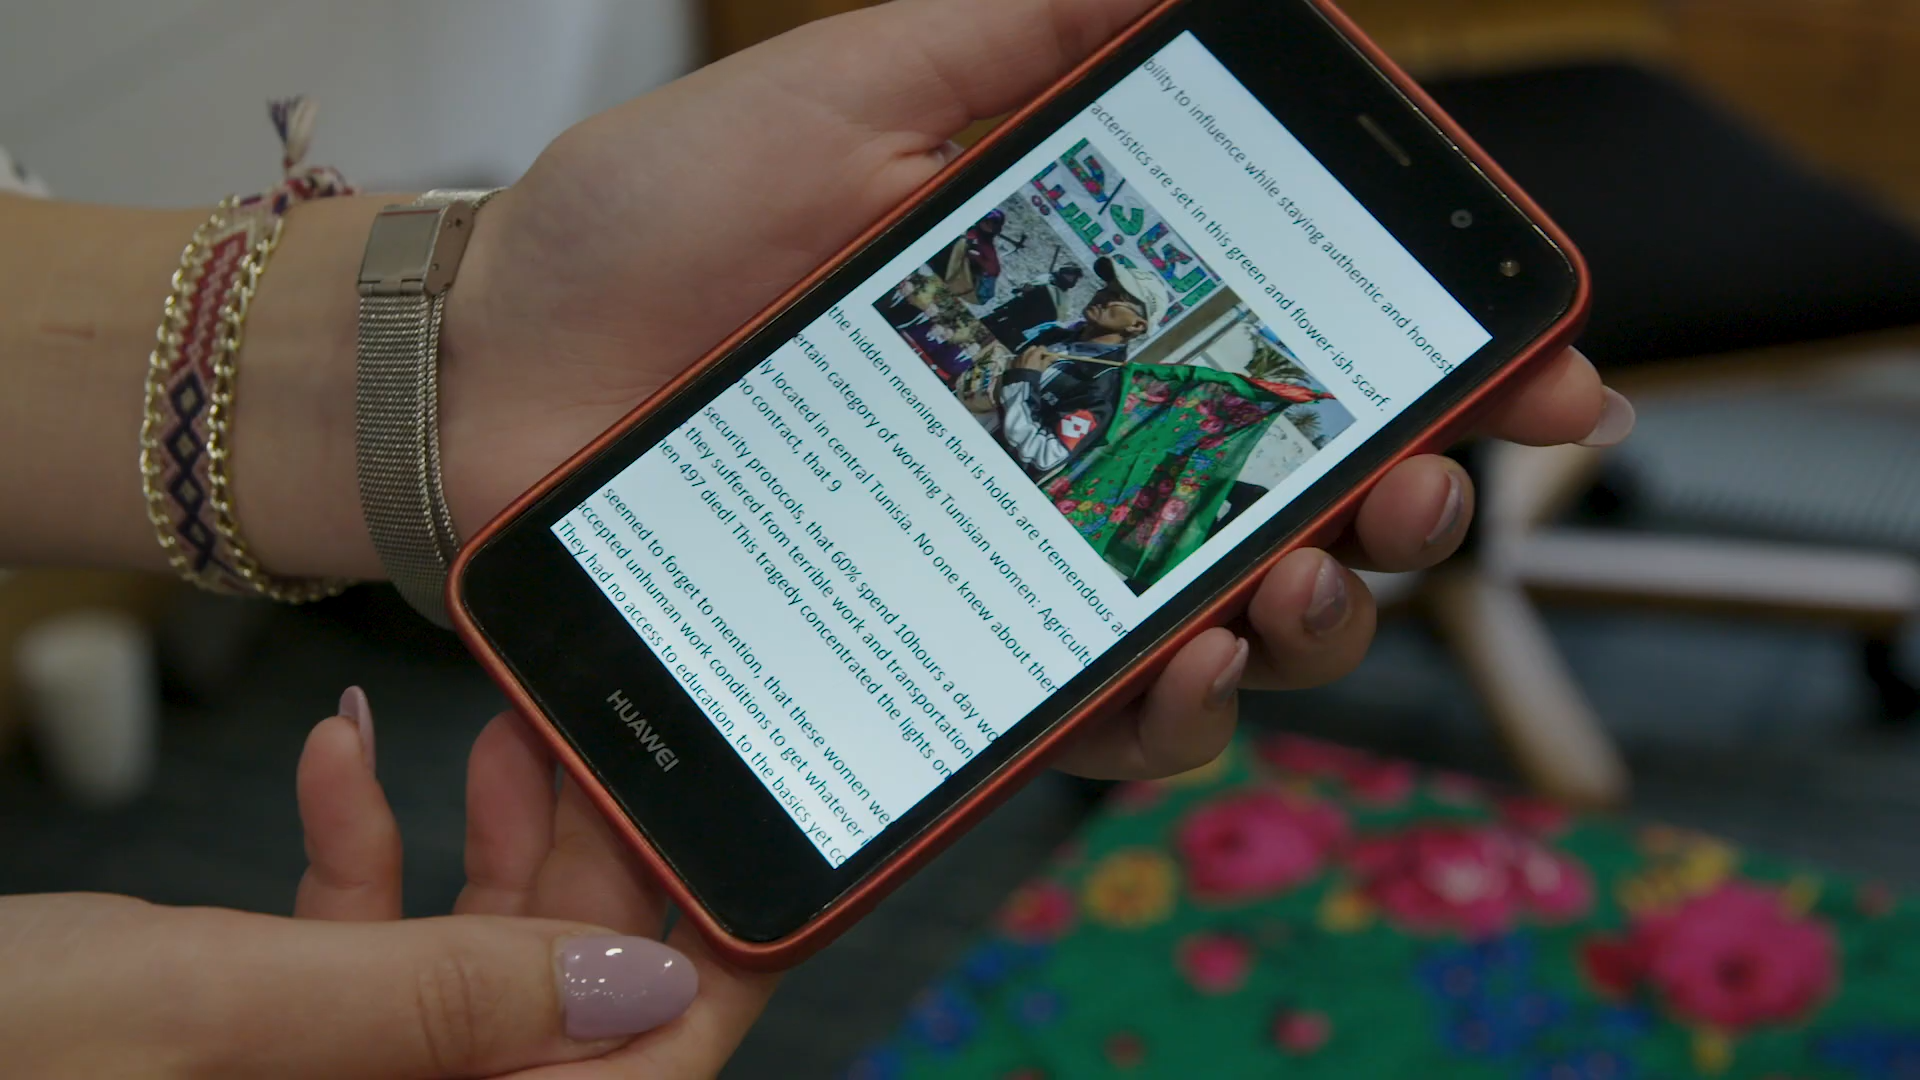 bility to influence while staying authentic and honest
acteristics are set in this green and flower-ish scarf.
the hidden meanings that is holds are tremendous ar
ertain category of working Tunisian women: Agricultu
ly located in central Tunisia. No one knew about then
no contract, that 9
security protocols, that 60% spend 10hours a day wo
they suffered from terrible work and transportation
nen 497 died! This tragedy concentrated the lights on
seemed to forget to mention, that these women we
accepted unhuman work conditions to get whatever j
They had no access to education, to the basics yet co
HUAWEI